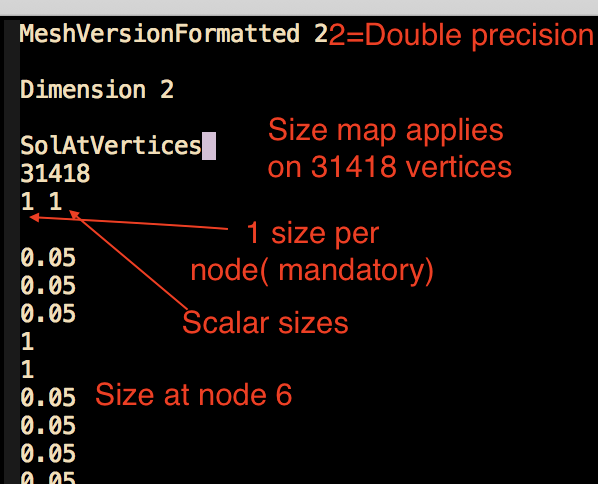 MeshVersionFormatted 2 2=Double precision
Dimension 2
SolAtVertices
31418
1 1
Size map applies
on 31418 vertices
1 size per
node( mandatory)
Scalar sizes
0.05
0.05
0.05
1
1
0.05 Size at node 6
0.05
0.05
0.05